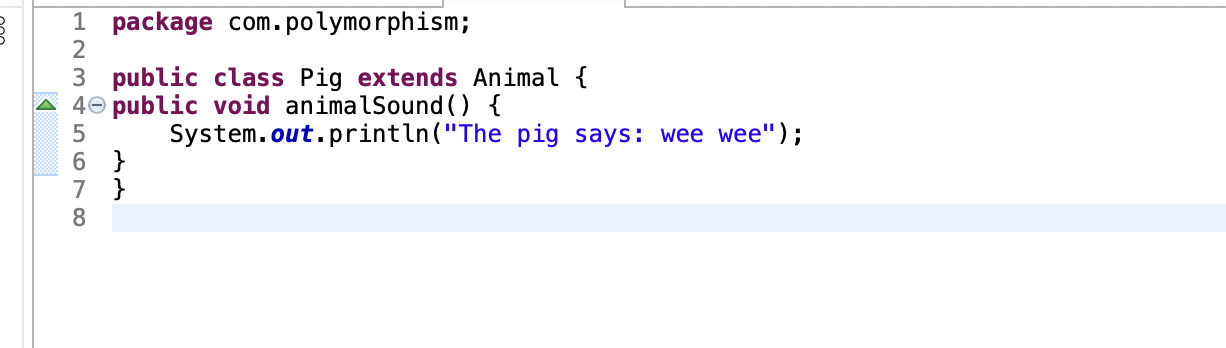 1 package com.polymorphism;
2
3 public class Pig extends Animal {
4 public void animalSound() {
5     System.out.println("The pig says: wee wee");
6 }
7 }
8